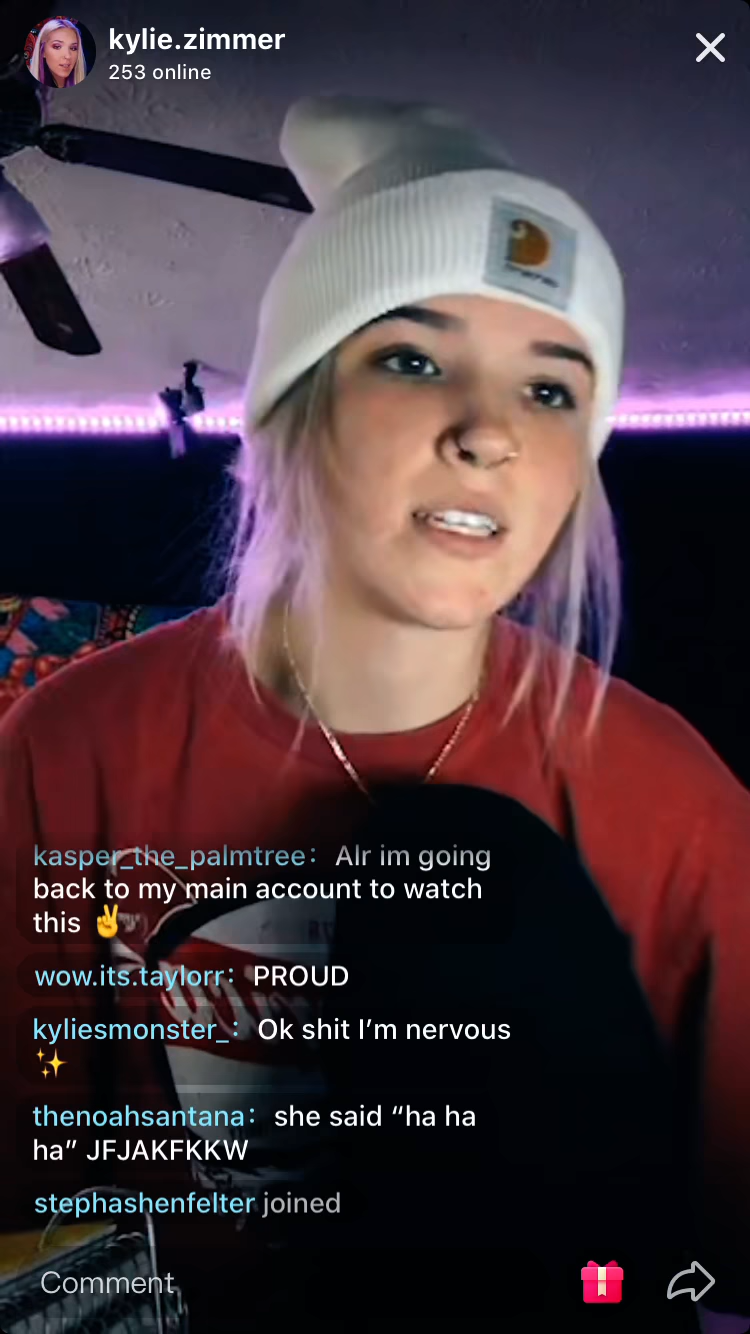 kylie.zimmer
253 online
kasper_the_palmtree: Alr im going
back to my main account to watch
this ✌️
wow.its.taylorr: PROUD
kyliesmonster_: Ok shit I’m nervous
✨
thenoahsantana: she said “ha ha
ha” JFJAKFKKW
stephashenfelter joined
Comment